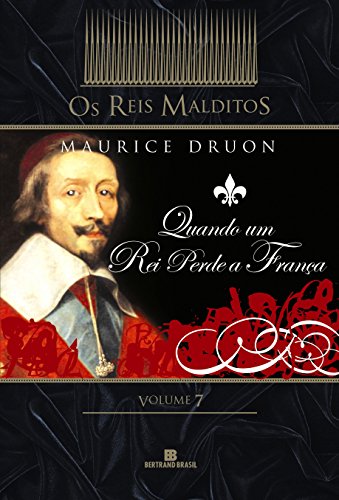 Os Reis Malditos
Maurice Druon
Quando um
Rei Perde a França
Volume 7
B
Bertrand Brasil